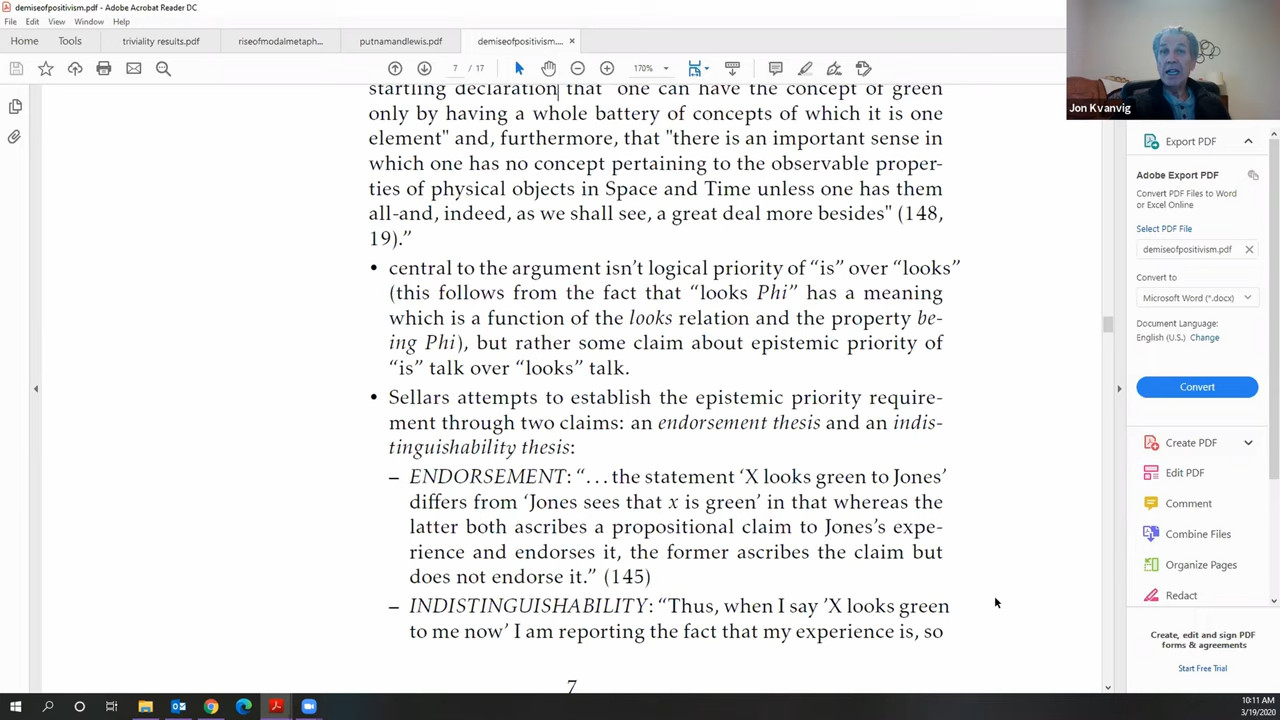 demiseofpositivism.pdf - Adobe Acrobat Reader DC
File Edit View Window Help
Home Tools triviality results.pdf riseofmodalmetaph... putnamandlewis.pdf demiseofpositivism....
7 / 17 170%
Jon Kvanvig
startling declaration that "one can have the concept of green
only by having a whole battery of concepts of which it is one
element" and, furthermore, that "there is an important sense in
which one has no concept pertaining to the observable proper-
ties of physical objects in Space and Time unless one has them
all-and, indeed, as we shall see, a great deal more besides" (148,
19).”
• central to the argument isn’t logical priority of “is” over “looks”
(this follows from the fact that “looks Phi” has a meaning
which is a function of the looks relation and the property be-
ing Phi), but rather some claim about epistemic priority of
“is” talk over “looks” talk.
• Sellars attempts to establish the epistemic priority require-
ment through two claims: an endorsement thesis and an indis-
tinguishability thesis:
– ENDORSEMENT: “. . . the statement ‘X looks green to Jones’
differs from ‘Jones sees that x is green’ in that whereas the
latter both ascribes a propositional claim to Jones’s expe-
rience and endorses it, the former ascribes the claim but
does not endorse it.” (145)
– INDISTINGUISHABILITY: “Thus, when I say ’X looks green
to me now’ I am reporting the fact that my experience is, so
7
Export PDF
Adobe Export PDF
Convert PDF Files to Word
or Excel Online
Select PDF File
demiseofpositivism.pdf
Convert to
Microsoft Word (*.docx)
Document Language:
English (U.S.) Change
Convert
Create PDF
Edit PDF
Comment
Combine Files
Organize Pages
Redact
Create, edit and sign PDF
forms & agreements
Start Free Trial
10:11 AM
3/19/2020